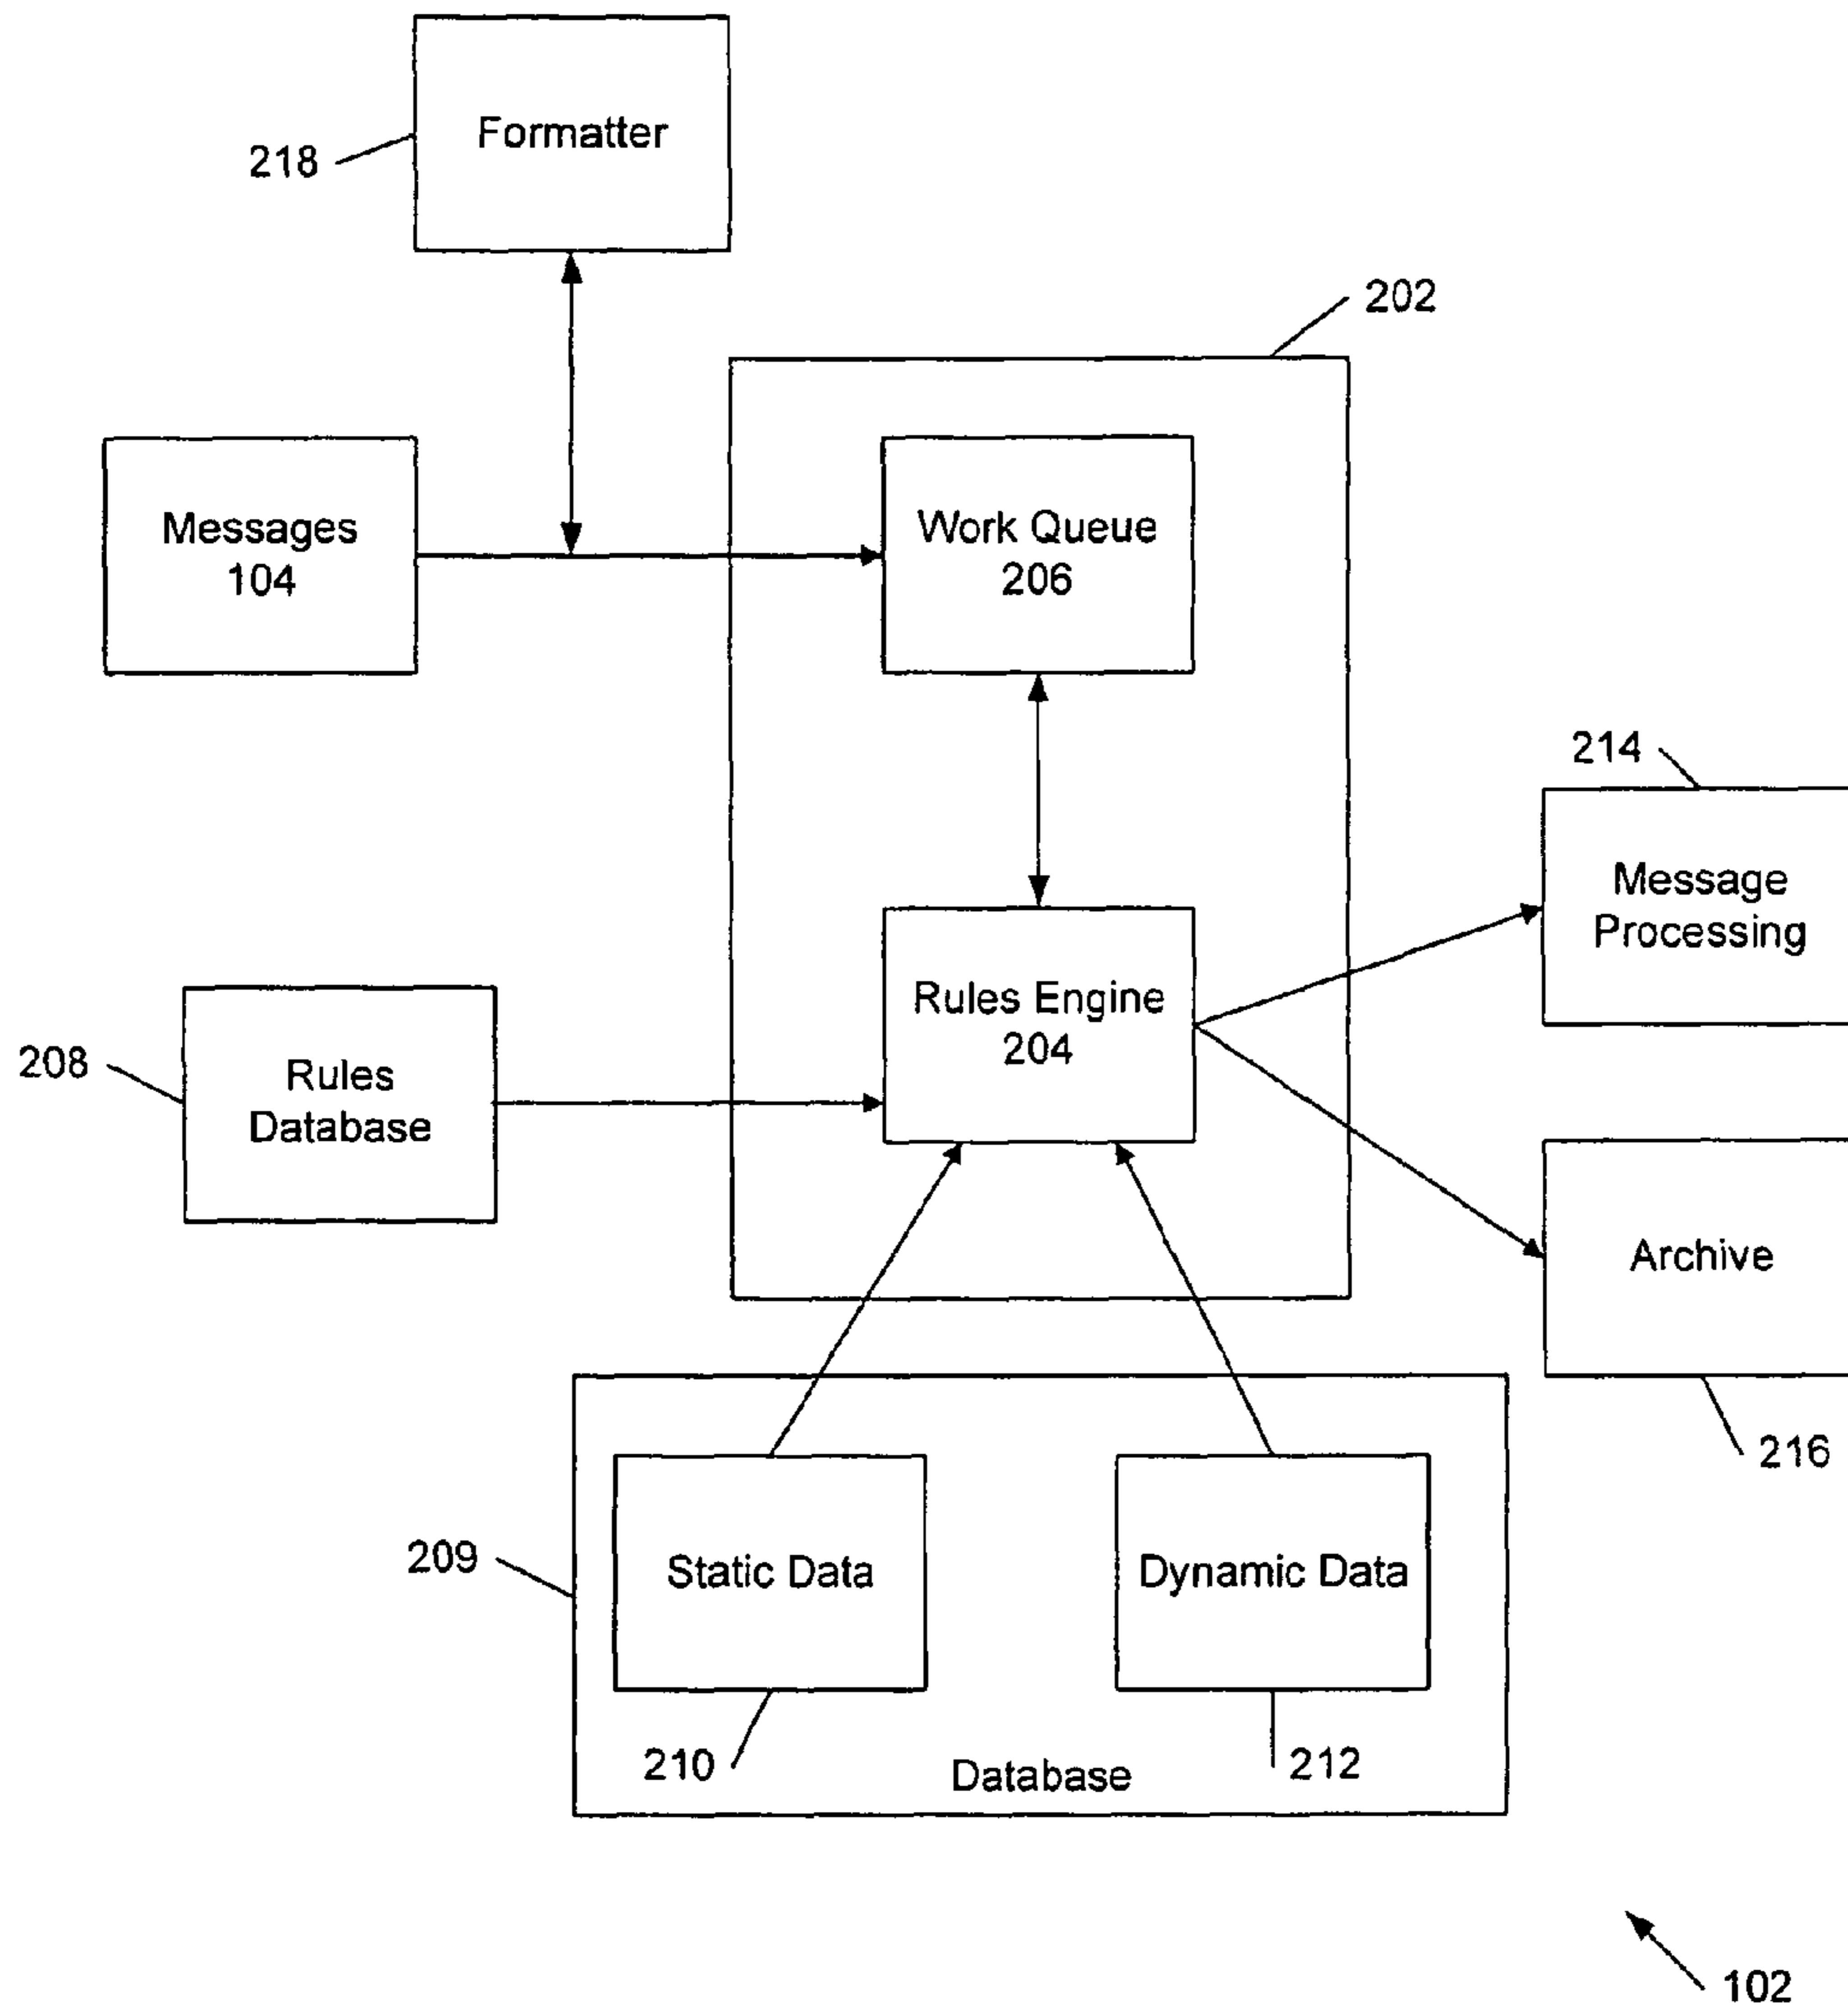 Formatter
218
202
Messages
104
Work Queue
206
214
Message
Processing
Rules Engine
204
208
Rules
Database
Archive
216
209
Static Data
Dynamic Data
210
212
Database
102